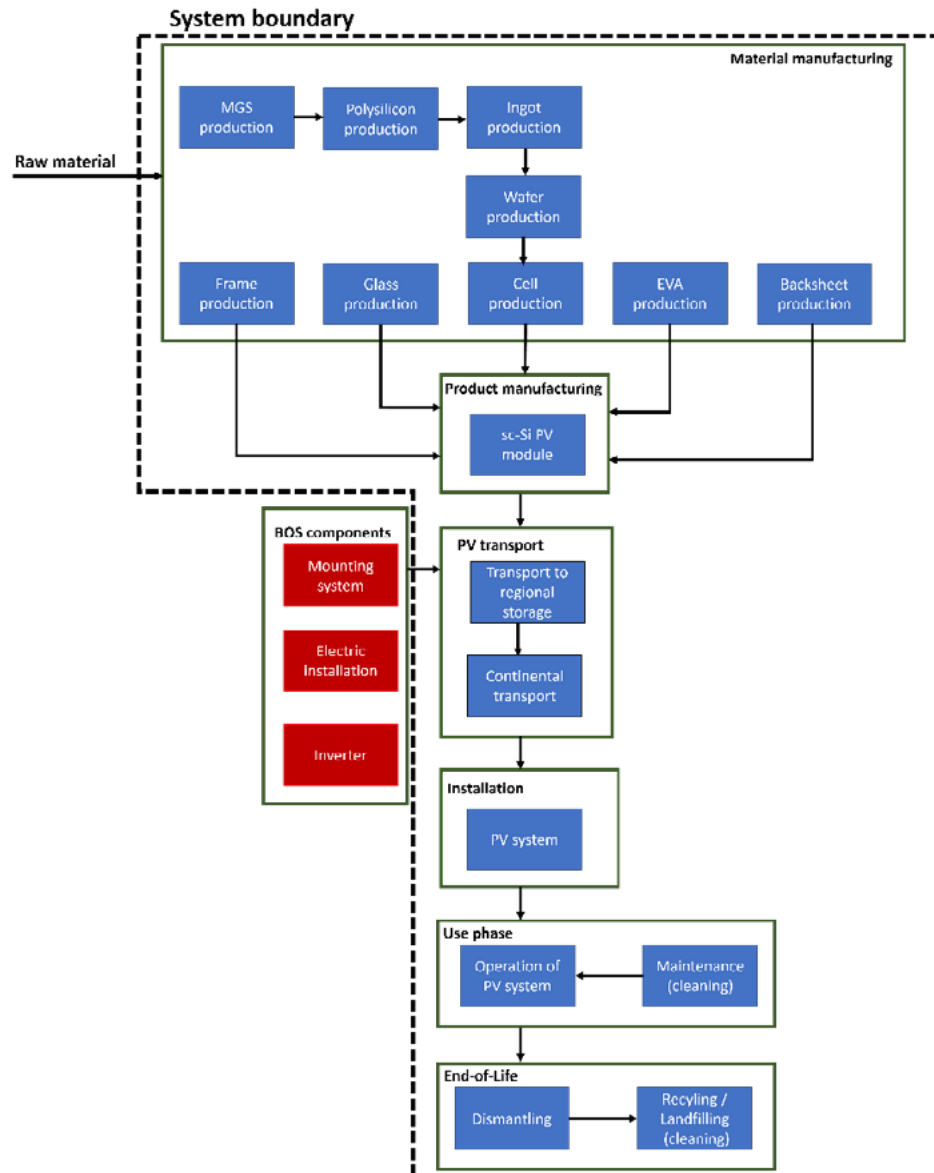 System boundary
Material manufacturing
MGS
production
Polysilicon
production
Ingot
production
Raw material
Wafer
production
Frame
production
Glass
production
Cell
production
EVA
production
Backsheet
production
Product manufacturing
sc-Si PV
module
BOS components
Mounting
system
Electric
installation
Inverter
PV transport
Transport to
regional
storage
Continental
transport
Installation
PV system
Use phase
Operation of
PV system
Maintenance
(cleaning)
End-of-Life
Dismantling
Recyling /
Landfilling
(cleaning)